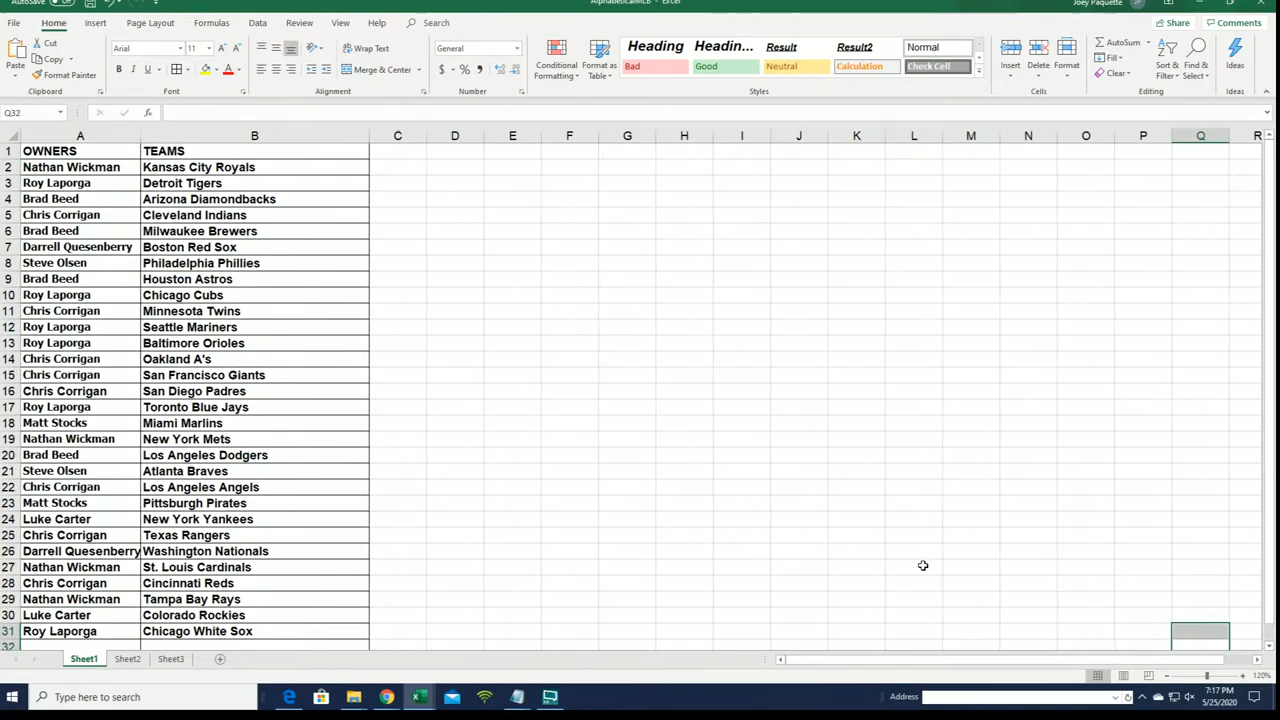 AutoSave Off AlphabeticalMLB - Excel Joey Paquette JP
File Home Insert Page Layout Formulas Data Review View Help Search Share Comments
Paste Cut Copy Format Painter Clipboard
Arial 11 A A B I U A Font
Wrap Text Merge & Center Alignment
General $ % , Number
Conditional Formatting Format as Table
Heading Headin... Result Result2 Normal
Bad Good Neutral Calculation Check Cell
Styles
Insert Delete Format Cells
AutoSum Fill Clear Sort & Filter Find & Select Editing
Ideas Ideas
Q32 fx
A B C D E F G H I J K L M N O P Q R
1 OWNERS TEAMS
2 Nathan Wickman Kansas City Royals
3 Roy Laporga Detroit Tigers
4 Brad Beed Arizona Diamondbacks
5 Chris Corrigan Cleveland Indians
6 Brad Beed Milwaukee Brewers
7 Darrell Quesenberry Boston Red Sox
8 Steve Olsen Philadelphia Phillies
9 Brad Beed Houston Astros
10 Roy Laporga Chicago Cubs
11 Chris Corrigan Minnesota Twins
12 Roy Laporga Seattle Mariners
13 Roy Laporga Baltimore Orioles
14 Chris Corrigan Oakland A's
15 Chris Corrigan San Francisco Giants
16 Chris Corrigan San Diego Padres
17 Roy Laporga Toronto Blue Jays
18 Matt Stocks Miami Marlins
19 Nathan Wickman New York Mets
20 Brad Beed Los Angeles Dodgers
21 Steve Olsen Atlanta Braves
22 Chris Corrigan Los Angeles Angels
23 Matt Stocks Pittsburgh Pirates
24 Luke Carter New York Yankees
25 Chris Corrigan Texas Rangers
26 Darrell Quesenberry Washington Nationals
27 Nathan Wickman St. Louis Cardinals
28 Chris Corrigan Cincinnati Reds
29 Nathan Wickman Tampa Bay Rays
30 Luke Carter Colorado Rockies
31 Roy Laporga Chicago White Sox
32
Sheet1 Sheet2 Sheet3
120%
Type here to search Address 7:17 PM
5/25/2020